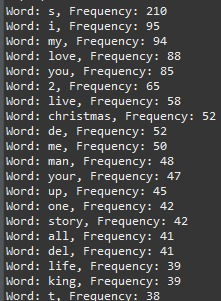 Word: s, Frequency: 210
Word: i, Frequency: 95
Word: my, Frequency: 94
Word: love, Frequency: 88
Word: you, Frequency: 85
Word: 2, Frequency: 65
Word: live, Frequency: 58
Word: christmas, Frequency: 52
Word: de, Frequency: 52
Word: me, Frequency: 50
Word: man, Frequency: 48
Word: your, Frequency: 47
Word: up, Frequency: 45
Word: one, Frequency: 42
Word: story, Frequency: 42
Word: all, Frequency: 41
Word: del, Frequency: 41
Word: life, Frequency: 39
Word: king, Frequency: 39
Word: t, Frequency: 38